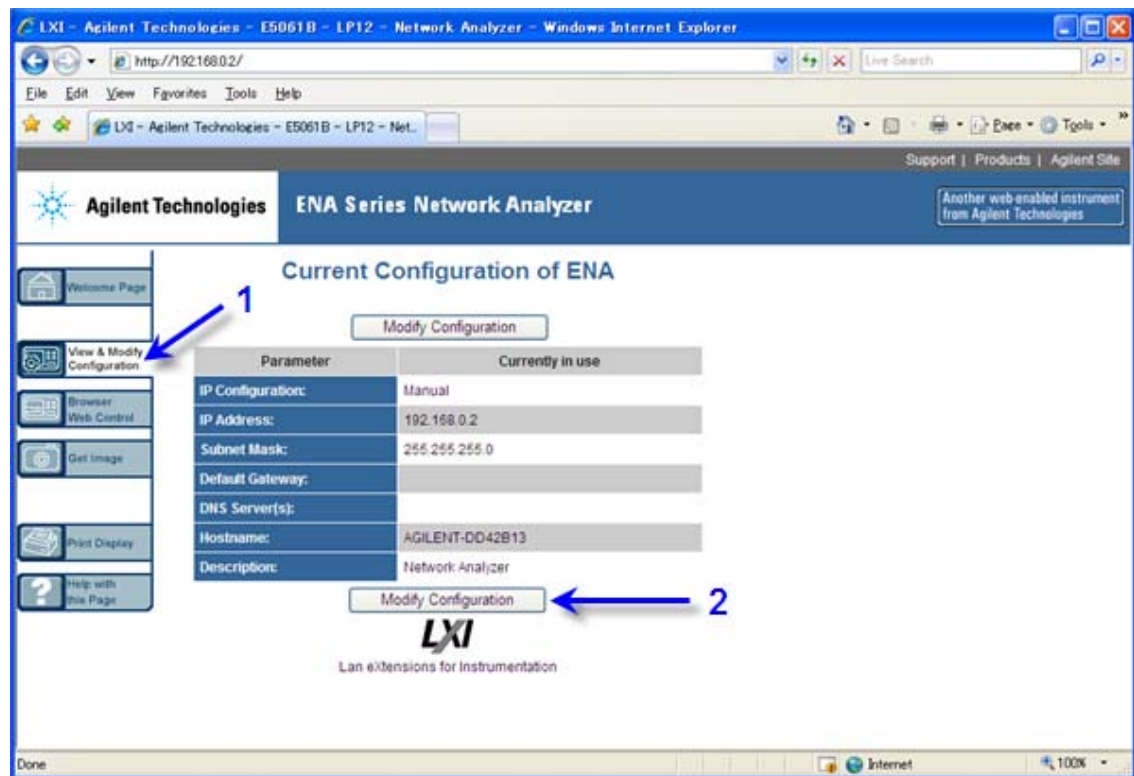 LXI - Agilent Technologies - E5061B - LP12 - Network Analyzer - Windows Internet Explorer
http://192.168.0.2/
Live Search
File Edit View Favorites Tools Help
LXI - Agilent Technologies - E5061B - LP12 - Net...
Page Tools
Support | Products | Agilent Site
Agilent Technologies
ENA Series Network Analyzer
Another web-enabled instrument
from Agilent Technologies
Welcome Page
View & Modify
Configuration
Browser
Web Control
Get Image
Print Display
Help with
this Page
1
Current Configuration of ENA
Modify Configuration
Parameter Currently in use
IP Configuration: Manual
IP Address: 192.168.0.2
Subnet Mask: 255.255.255.0
Default Gateway:
DNS Server(s):
Hostname: AGILENT-DD42B13
Description: Network Analyzer
Modify Configuration
2
LXI
Lan eXtensions for Instrumentation
Done
Internet
100%